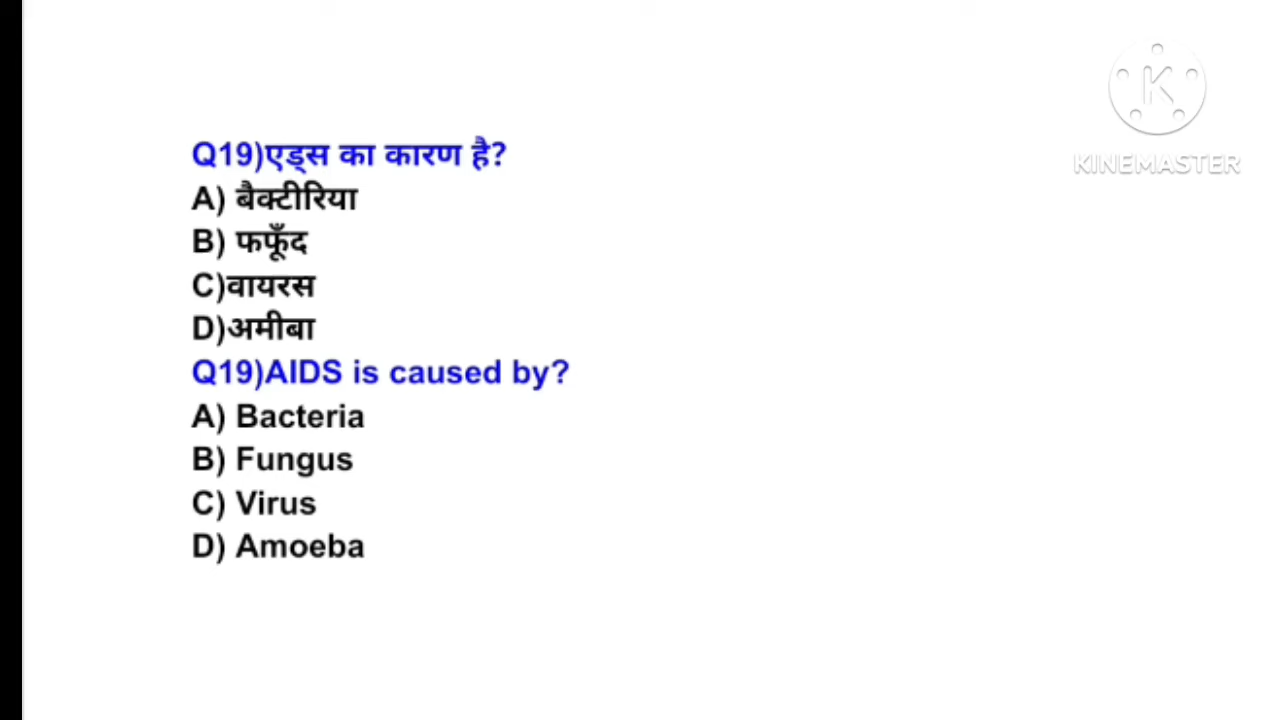 Q19)एड्स का कारण है?
A) बैक्टीरिया
B) फफूँद
C)वायरस
D)अमीबा
Q19)AIDS is caused by?
A) Bacteria
B) Fungus
C) Virus
D) Amoeba
K
KINEMASTER